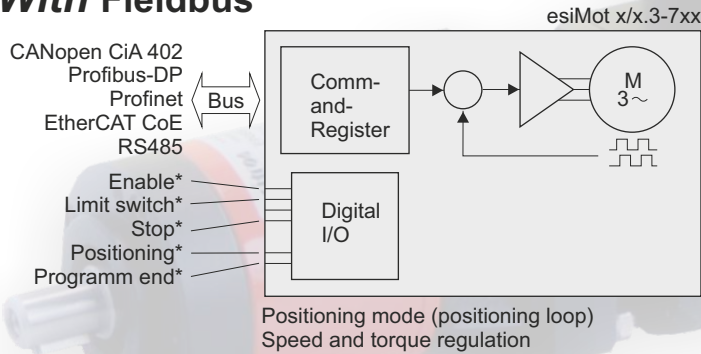 With Fieldbus
esiMot x/x.3-7xx
CANopen CiA 402
Profibus-DP
Profinet
EtherCAT CoE
RS485
Bus
Comm-
and-
Register
M
3~
Enable*
Limit switch*
Stop*
Positioning*
Programm end*
Digital
I/O
Positioning mode (positioning loop)
Speed and torque regulation